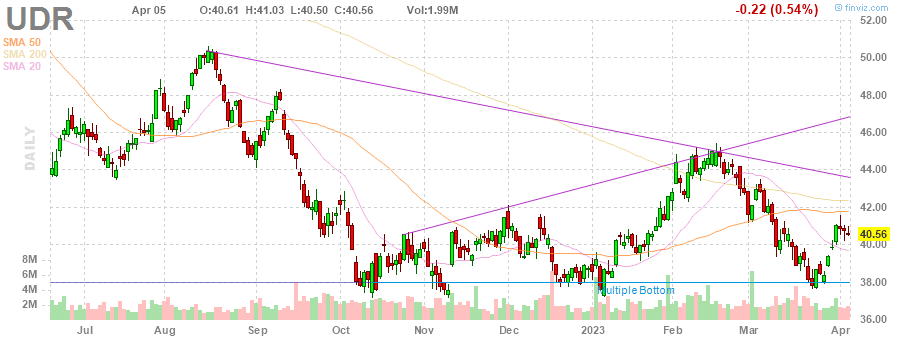 UDR Apr 05 O:40.61 H:41.03 L:40.50 C:40.56 Vol:1.99M -0.22 (0.54%) © finviz.com
SMA 50
SMA 200
SMA 20
DAILY
52.00
50.00
48.00
46.00
44.00
42.00
40.56
40.00
38.00
36.00
8M
6M
4M
2M
Multiple Bottom
Jul Aug Sep Oct Nov Dec 2023 Feb Mar Apr